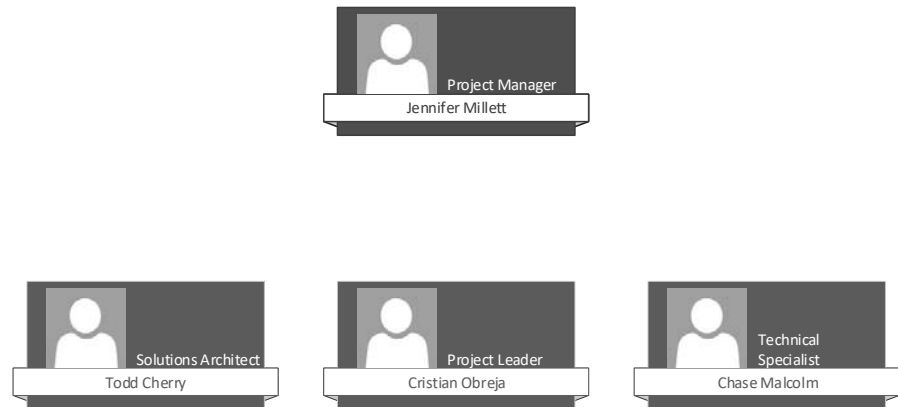 Project Manager
Jennifer Millett
Solutions Architect
Todd Cherry
Project Leader
Cristian Obreja
Technical
Specialist
Chase Malcolm